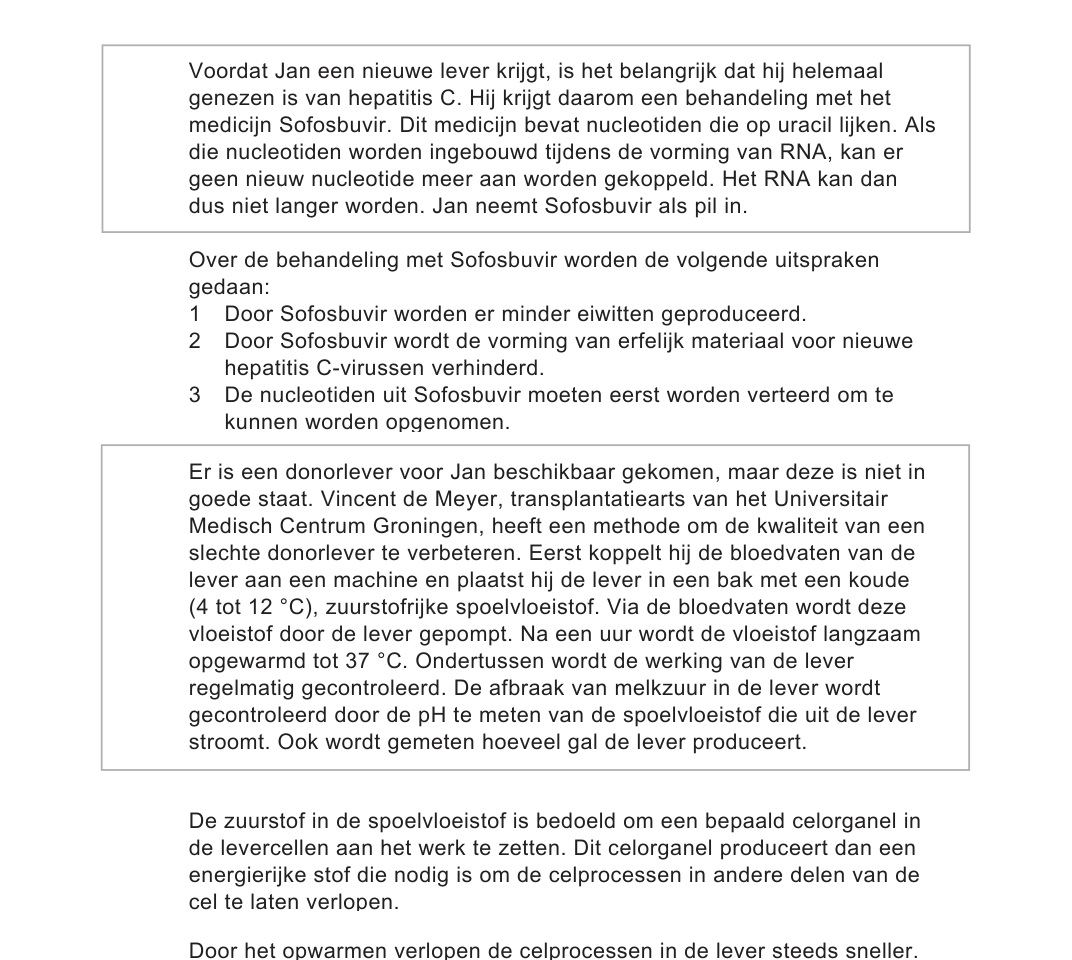 Voordat Jan een nieuwe lever krijgt, is het belangrijk dat hij helemaal
genezen is van hepatitis C. Hij krijgt daarom een behandeling met het
medicijn Sofosbuvir. Dit medicijn bevat nucleotiden die op uracil lijken. Als
die nucleotiden worden ingebouwd tijdens de vorming van RNA, kan er
geen nieuw nucleotide meer aan worden gekoppeld. Het RNA kan dan
dus niet langer worden. Jan neemt Sofosbuvir als pil in.
Over de behandeling met Sofosbuvir worden de volgende uitspraken
gedaan:
1 Door Sofosbuvir worden er minder eiwitten geproduceerd.
2 Door Sofosbuvir wordt de vorming van erfelijk materiaal voor nieuwe
hepatitis C-virussen verhinderd.
3 De nucleotiden uit Sofosbuvir moeten eerst worden verteerd om te
kunnen worden opgenomen.
Er is een donorlever voor Jan beschikbaar gekomen, maar deze is niet in
goede staat. Vincent de Meyer, transplantatiearts van het Universitair
Medisch Centrum Groningen, heeft een methode om de kwaliteit van een
slechte donorlever te verbeteren. Eerst koppelt hij de bloedvaten van de
lever aan een machine en plaatst hij de lever in een bak met een koude
(4 tot 12 °C), zuurstofrijke spoelvloeistof. Via de bloedvaten wordt deze
vloeistof door de lever gepompt. Na een uur wordt de vloeistof langzaam
opgewarmd tot 37 °C. Ondertussen wordt de werking van de lever
regelmatig gecontroleerd. De afbraak van melkzuur in de lever wordt
gecontroleerd door de pH te meten van de spoelvloeistof die uit de lever
stroomt. Ook wordt gemeten hoeveel gal de lever produceert.
De zuurstof in de spoelvloeistof is bedoeld om een bepaald celorganel in
de levercellen aan het werk te zetten. Dit celorganel produceert dan een
energierijke stof die nodig is om de celprocessen in andere delen van de
cel te laten verlopen.
Door het opwarmen verlopen de celprocessen in de lever steeds sneller.